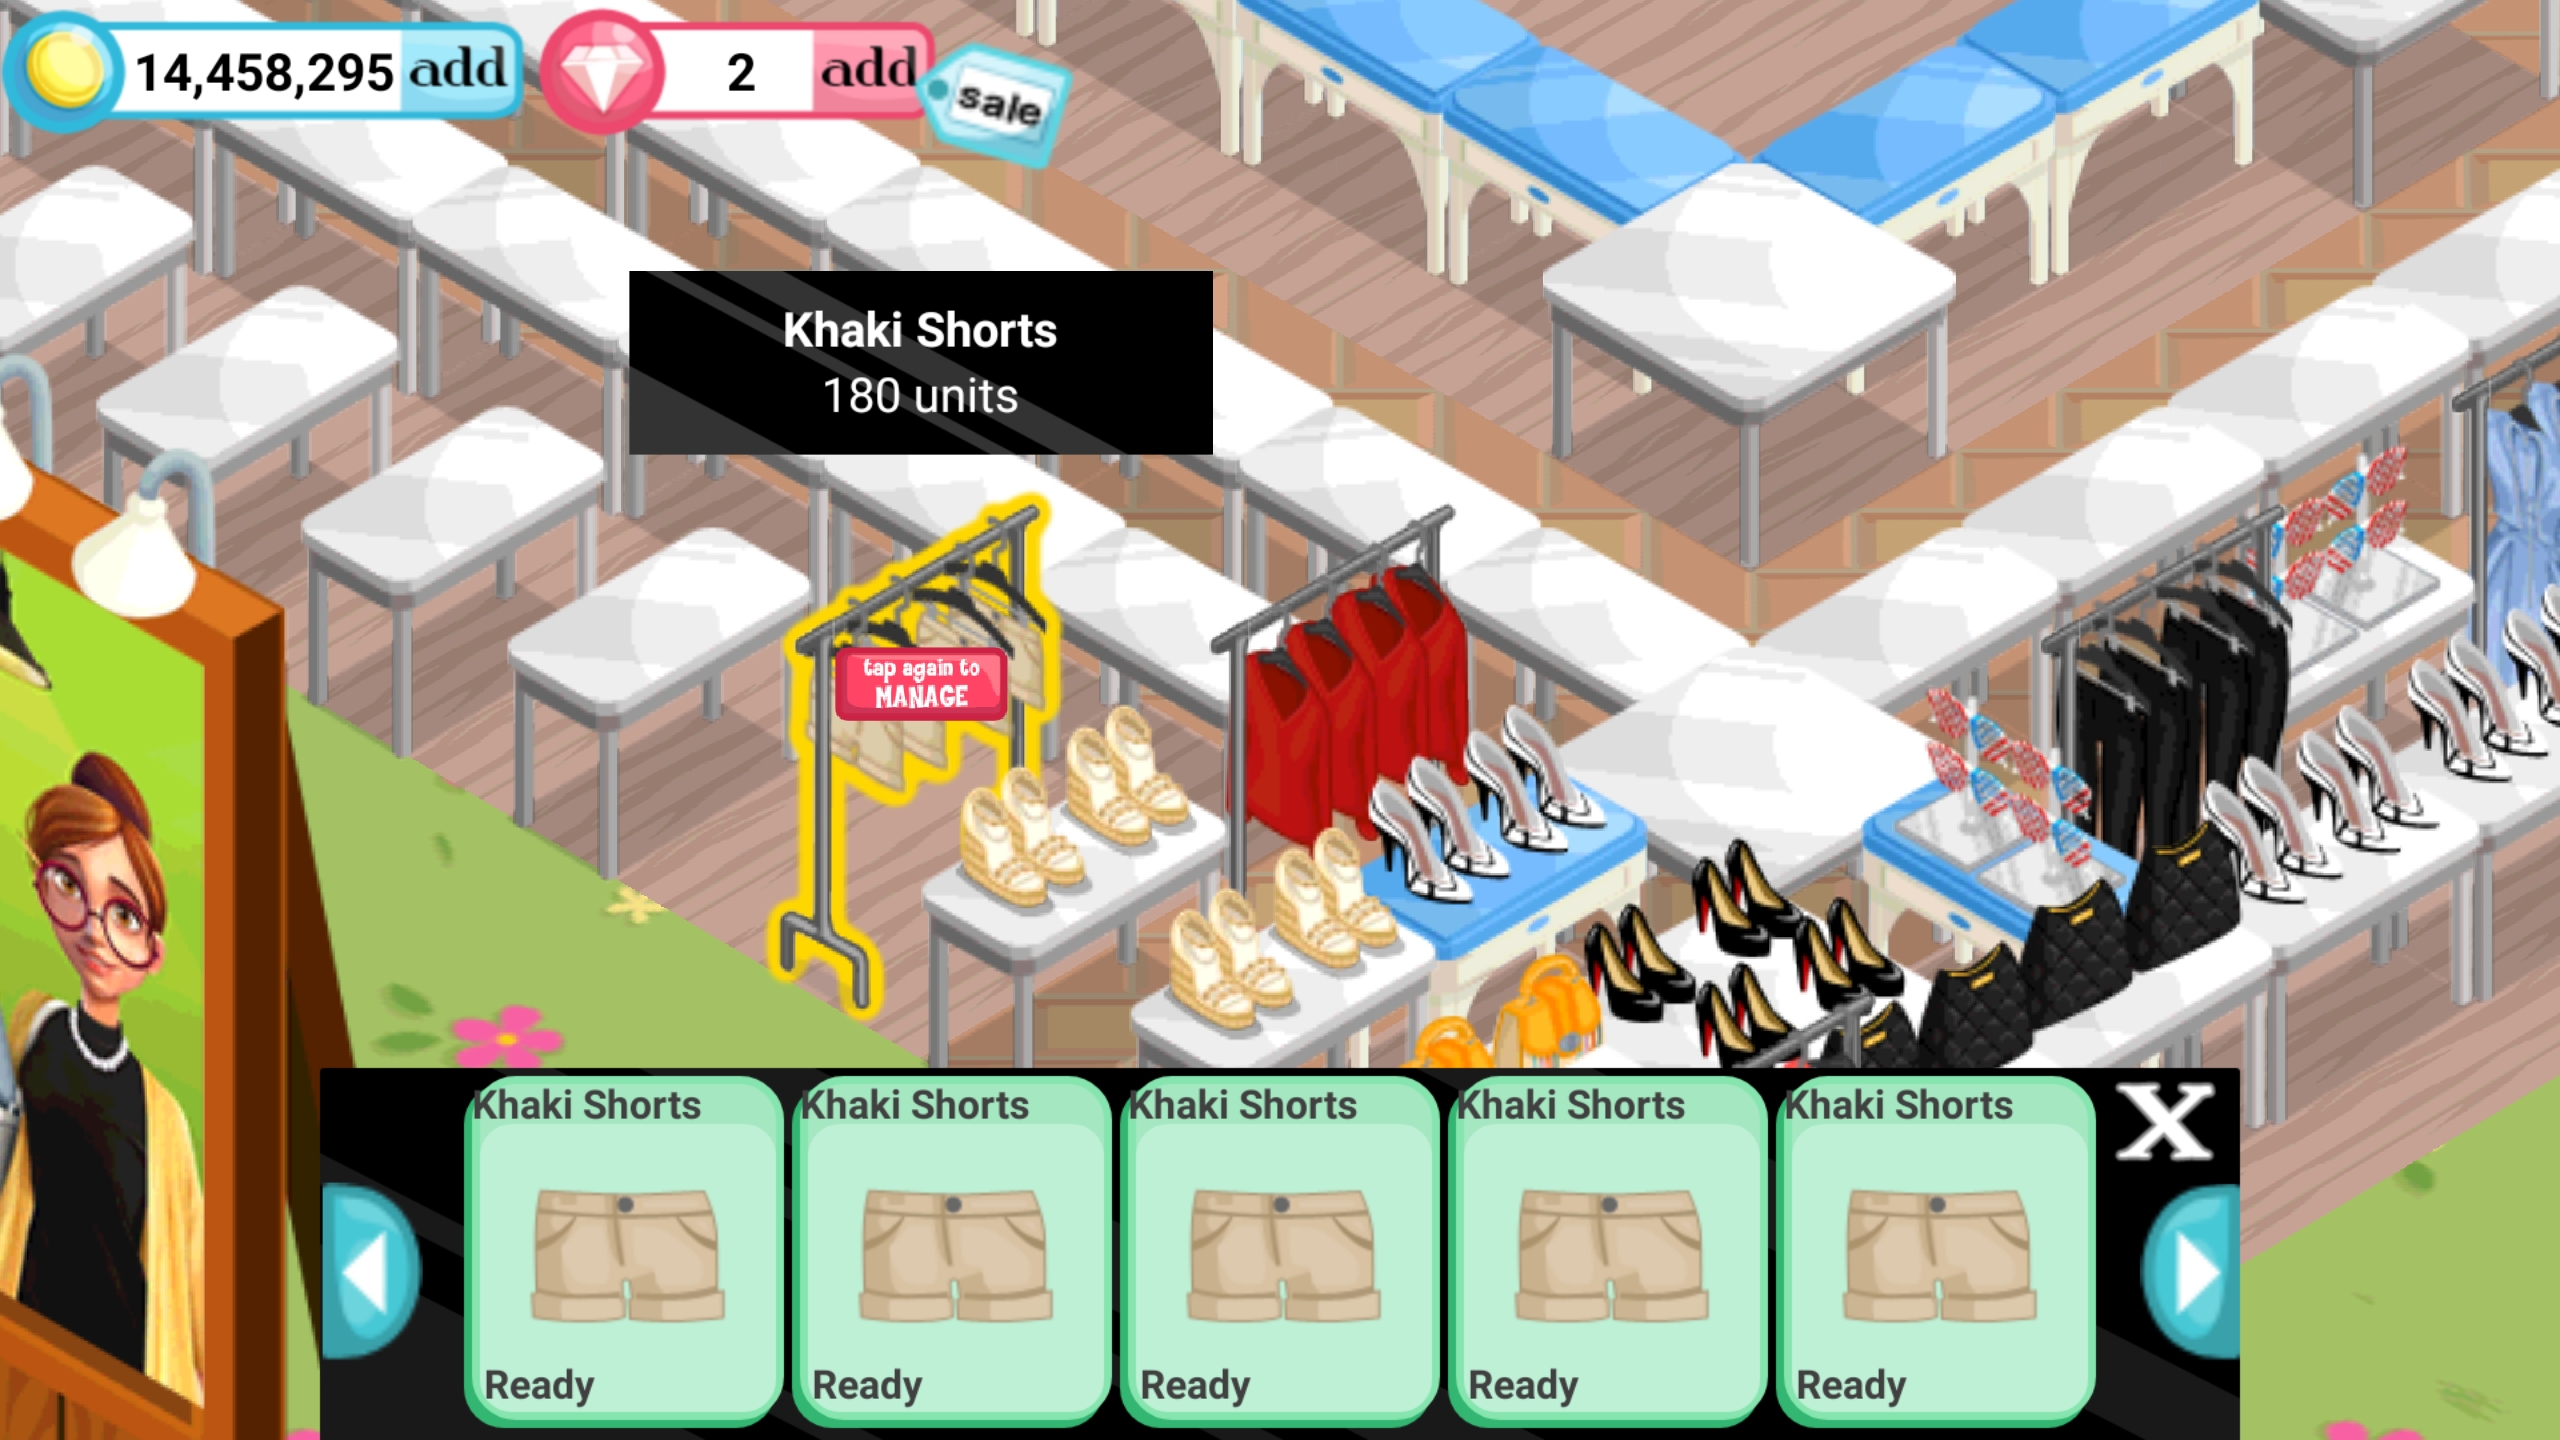 14,458,295 add
2 add
sale
Khaki Shorts
180 units
tap again to
MANAGE
Khaki Shorts
Khaki Shorts
Khaki Shorts
Khaki Shorts
Khaki Shorts
X
Ready
Ready
Ready
Ready
Ready